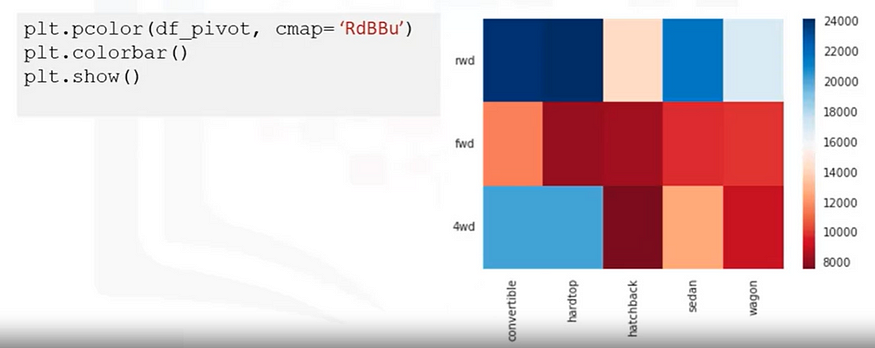 plt.pcolor(df_pivot, cmap=‘RdBBu’)
plt.colorbar()
plt.show()
rwd
fwd
4wd
convertible
hardtop
hatchback
sedan
wagon
24000
22000
20000
18000
16000
14000
12000
10000
8000